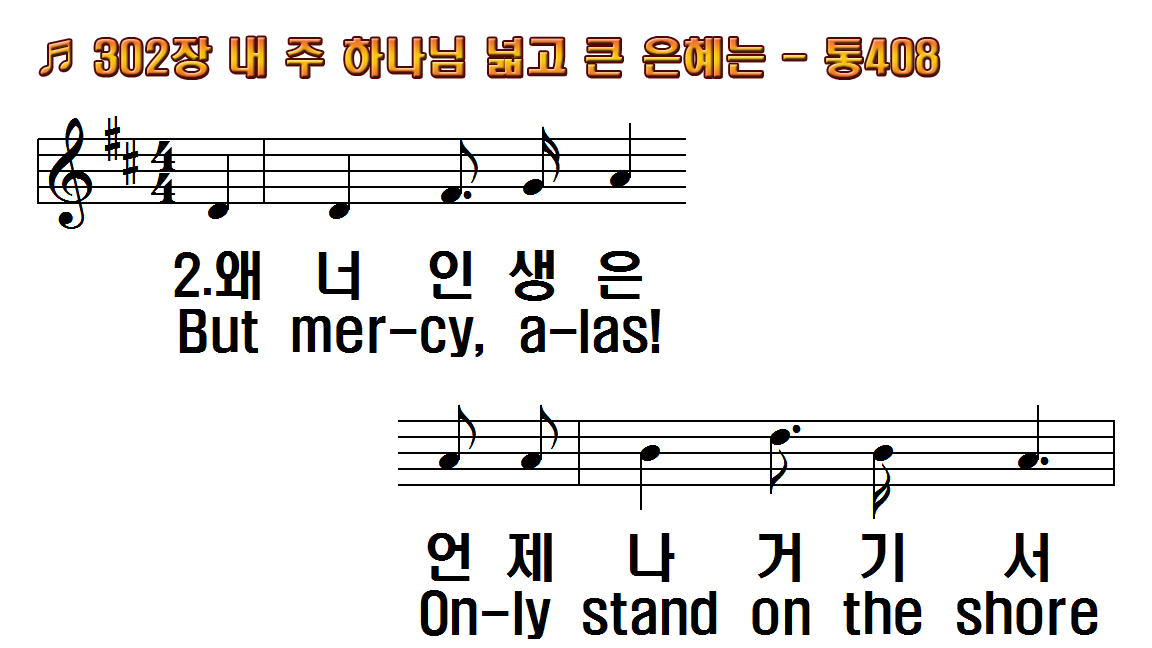 ♬ 302장 내 주 하나님 넓고 큰 은혜는 - 통408
4
4
2.왜 너 인 생 은
But mer-cy, a-las!
언 제 나 거 기 서
On-ly stand on the shore